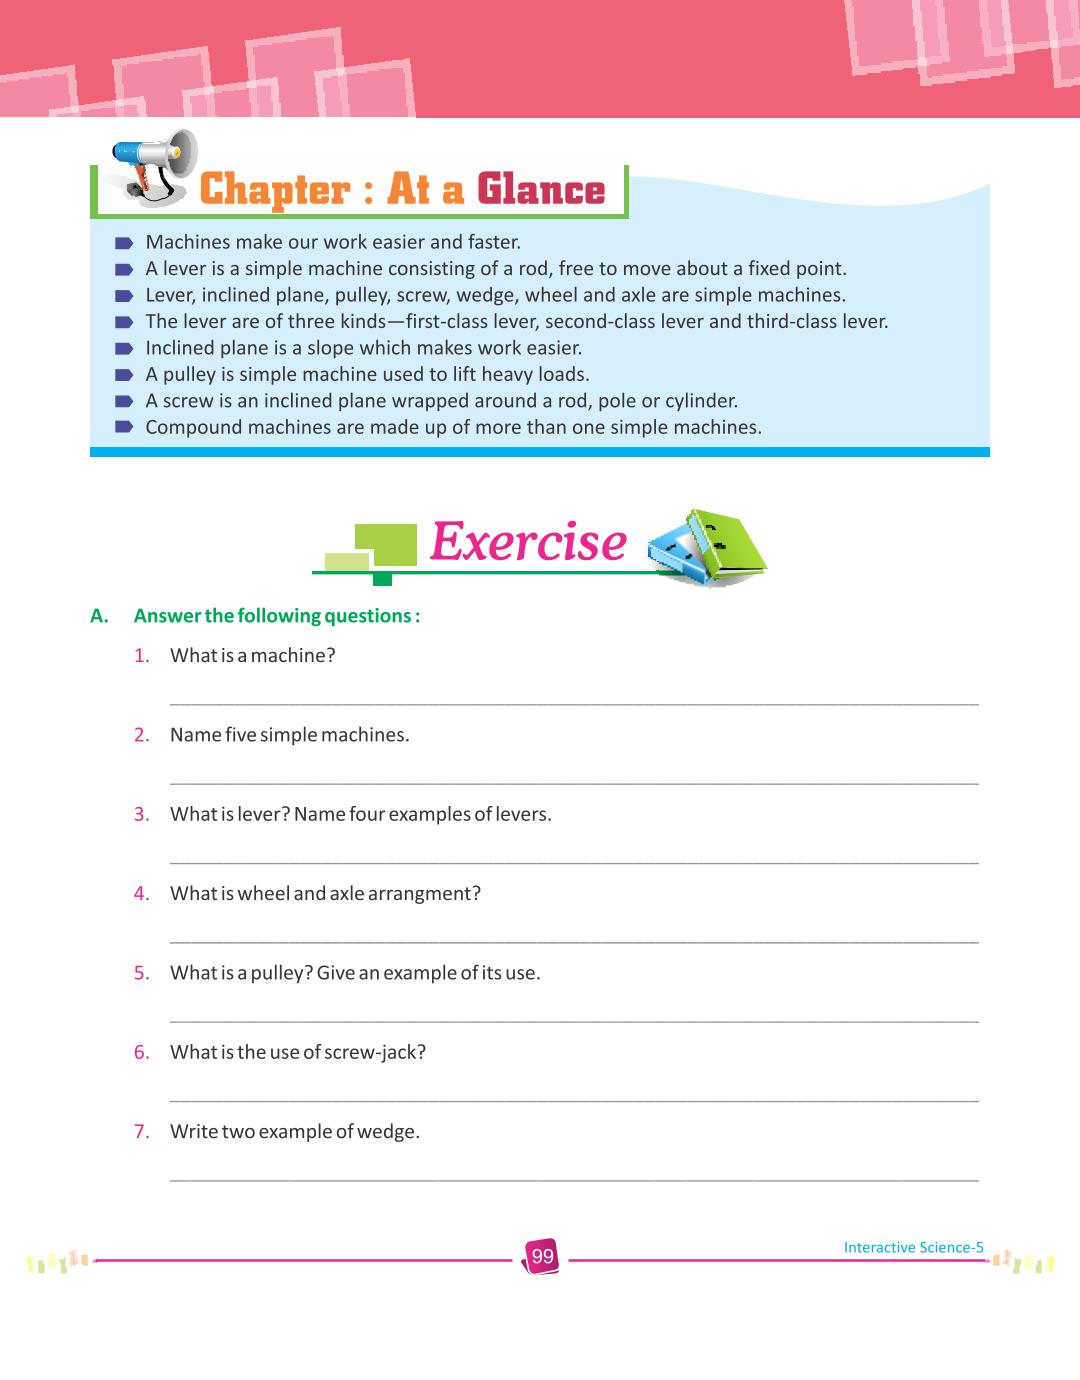 Chapter : At a Glance
Machines make our work easier and faster.
A lever is a simple machine consisting of a rod, free to move about a fixed point.
Lever, inclined plane, pulley, screw, wedge, wheel and axle are simple machines.
The lever are of three kinds—first-class lever, second-class lever and third-class lever.
Inclined plane is a slope which makes work easier.
A pulley is simple machine used to lift heavy loads.
A screw is an inclined plane wrapped around a rod, pole or cylinder.
Compound machines are made up of more than one simple machines.
Exercise
A. Answer the following questions :
1. What is a machine?
2. Name five simple machines.
3. What is lever? Name four examples of levers.
4. What is wheel and axle arrangment?
5. What is a pulley? Give an example of its use.
6. What is the use of screw-jack?
7. Write two example of wedge.
Interactive Science-5
99